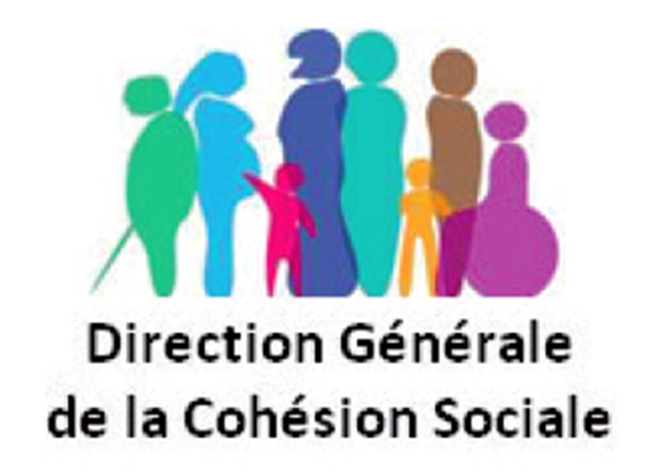 Direction Générale
de la Cohésion Sociale